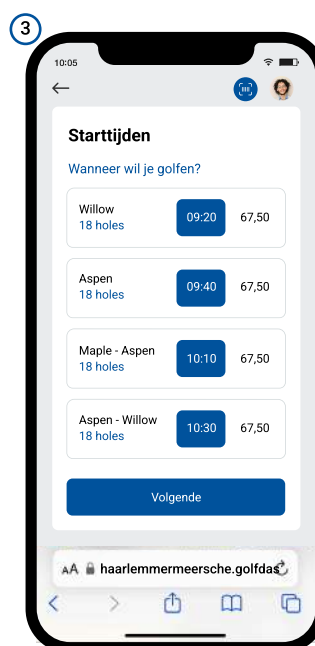 3
10:05
Starttijden
Wanneer wil je golfen?
Willow
18 holes
09:20
67,50
Aspen
18 holes
09:40
67,50
Maple - Aspen
18 holes
10:10
67,50
Aspen - Willow
18 holes
10:30
67,50
Volgende
AA haarlemmermeersche.golfdas